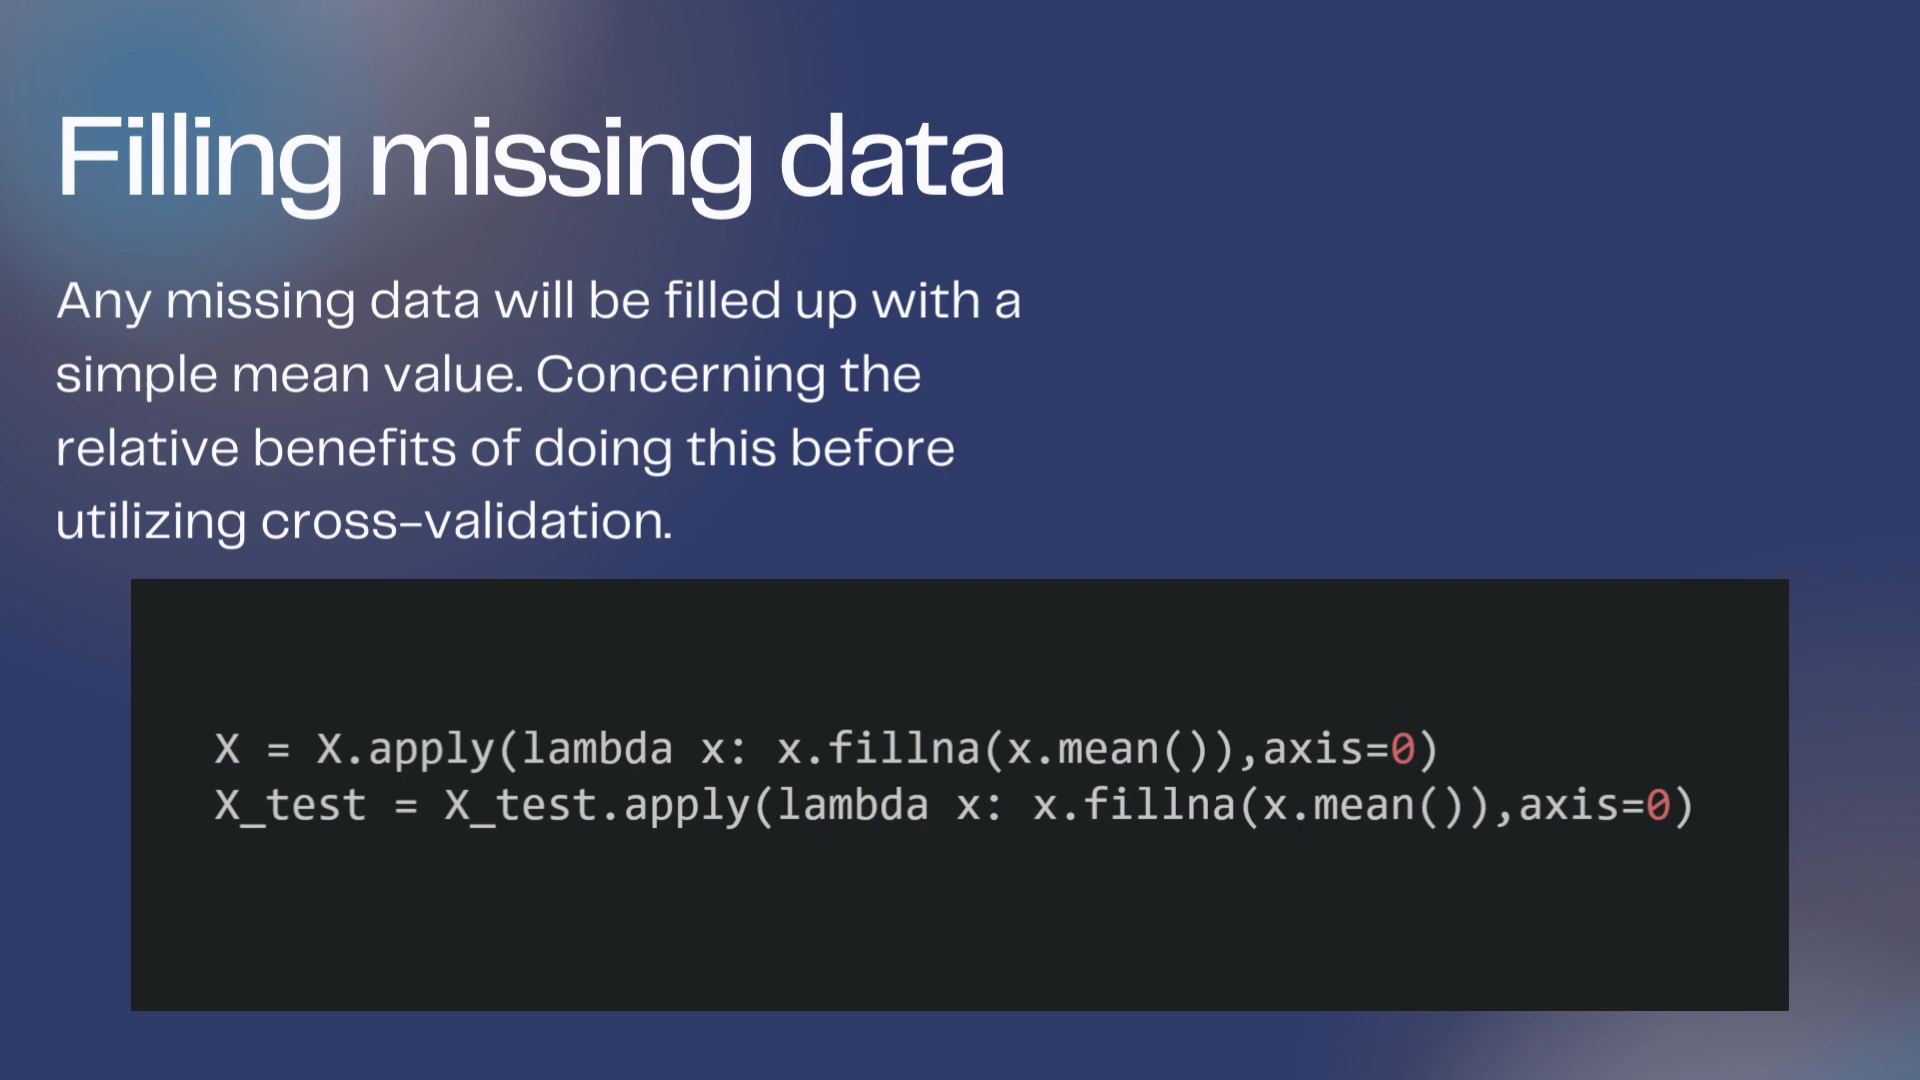 Filling missing data
Any missing data will be filled up with a
simple mean value. Concerning the
relative benefits of doing this before
utilizing cross-validation.
X = X.apply(lambda x: x.fillna(x.mean()),axis=0)
X_test = X_test.apply(lambda x: x.fillna(x.mean()),axis=0)